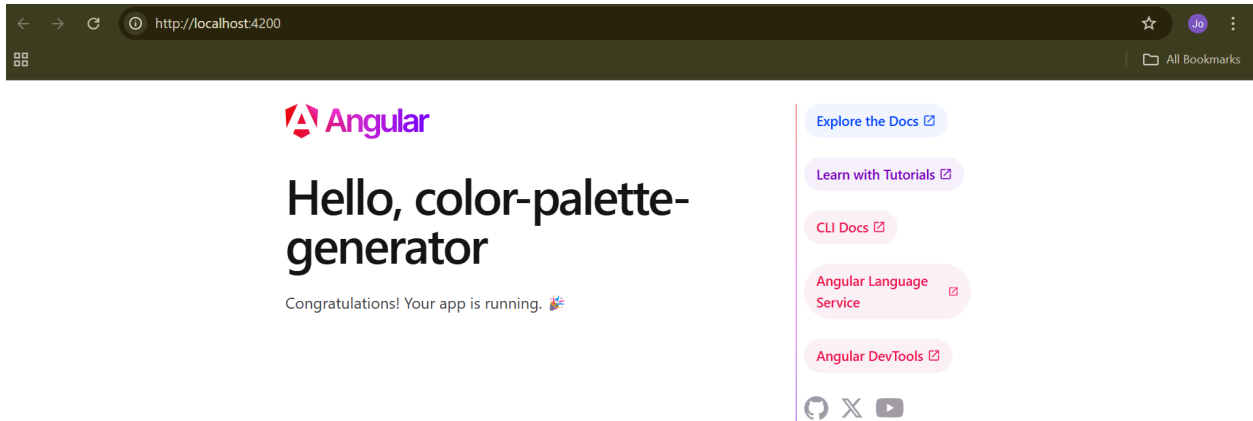 http://localhost:4200
Jo
All Bookmarks
Angular
Hello, color-palette-
generator
Congratulations! Your app is running. 🎉
Explore the Docs
Learn with Tutorials
CLI Docs
Angular Language
Service
Angular DevTools